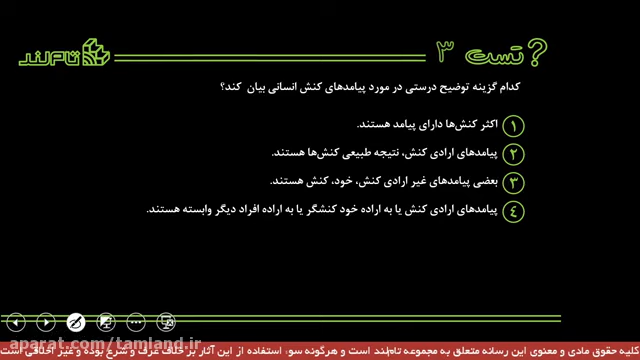 تام‌لند
؟ تست ۳
کدام گزینه توضیح درستی در مورد پیامدهای کنش انسانی بیان کند؟
۱ اکثر کنش‌ها دارای پیامد هستند.
۲ پیامدهای ارادی کنش، نتیجه طبیعی کنش‌ها هستند.
۳ بعضی پیامدهای غیر ارادی کنش، خود، کنش هستند.
۴ پیامدهای ارادی کنش یا به اراده خود کنشگر یا به اراده افراد دیگر وابسته هستند.
aparat.com/tamland.ir
کلیه حقوق مادی و معنوی این رسانه متعلق به مجموعه تاملند است و هرگونه سوء استفاده از این آثار بر خلاف عرف و شرع بوده و غیر اخلاقی است